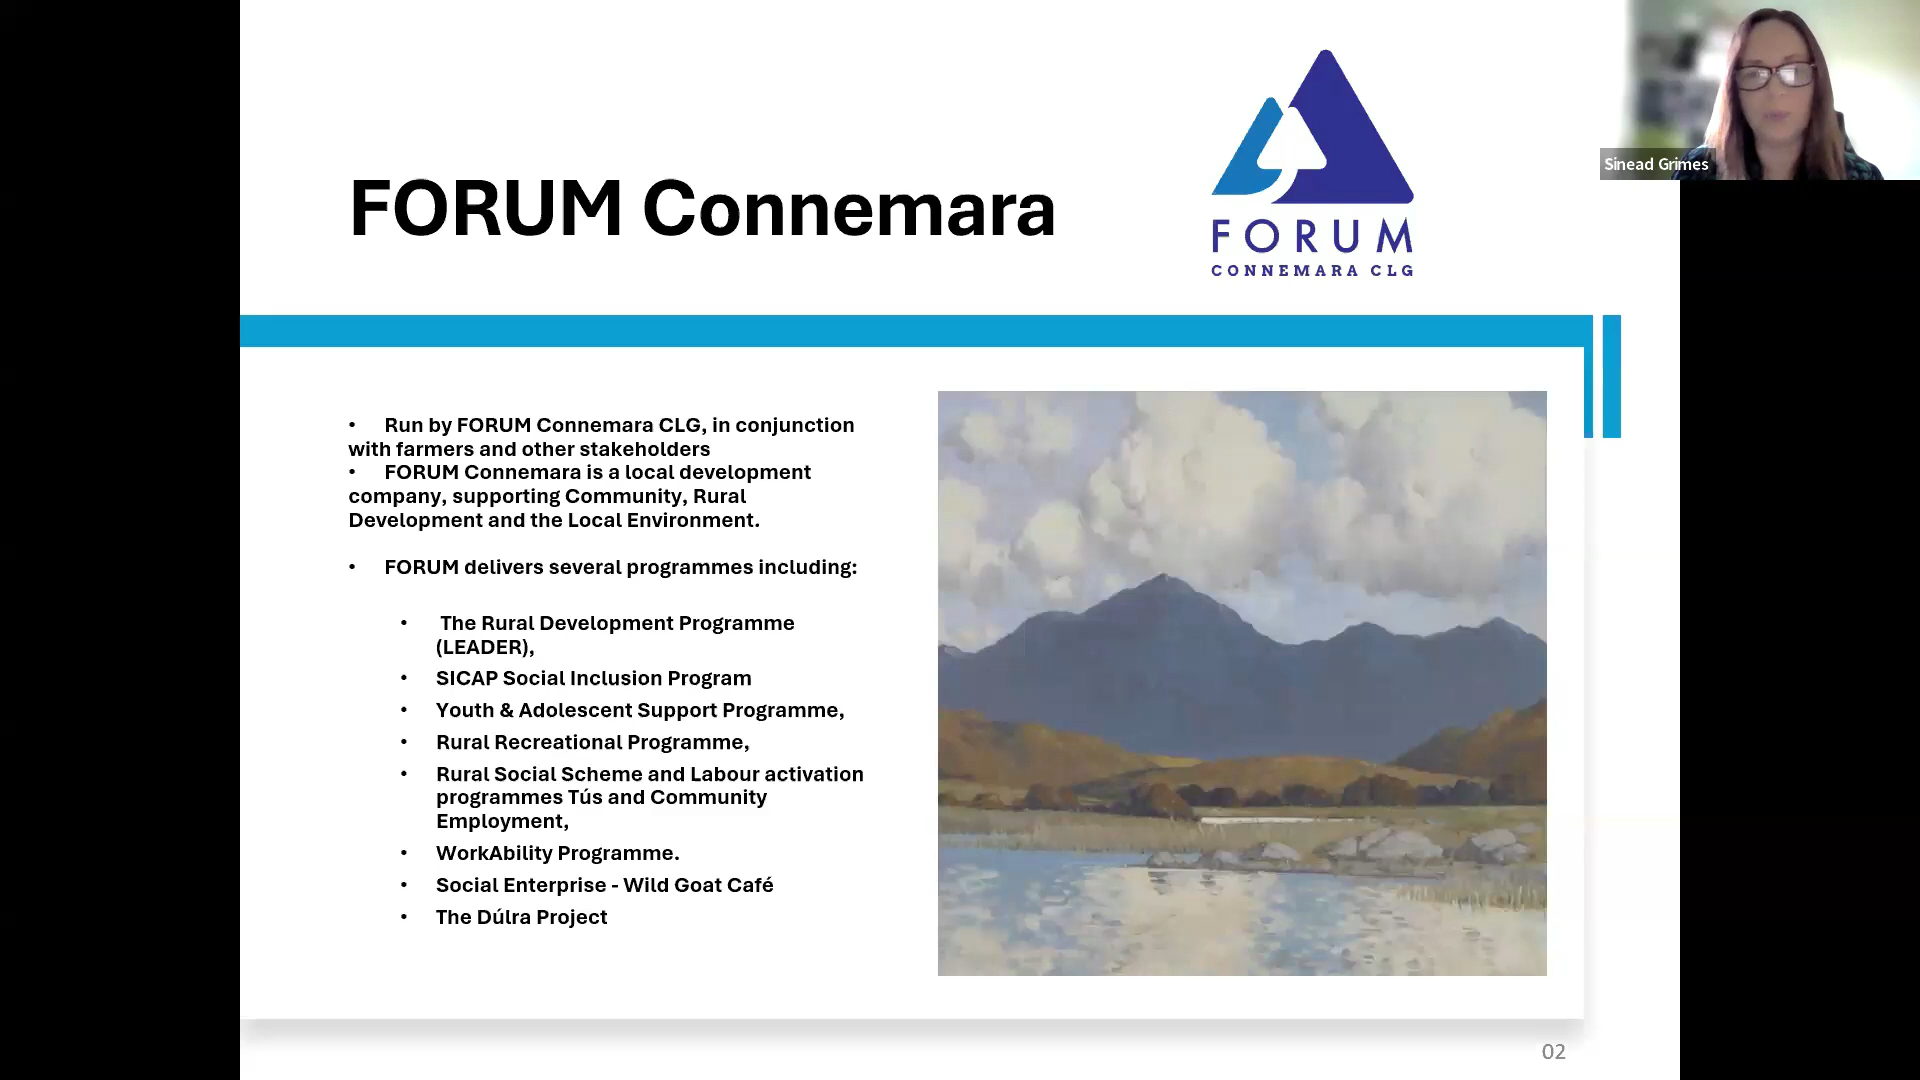 FORUM Connemara
FORUM
CONNEMARA CLG
Sinead Grimes
• Run by FORUM Connemara CLG, in conjunction
with farmers and other stakeholders
• FORUM Connemara is a local development
company, supporting Community, Rural
Development and the Local Environment.
• FORUM delivers several programmes including:
• The Rural Development Programme
(LEADER),
• SICAP Social Inclusion Program
• Youth & Adolescent Support Programme,
• Rural Recreational Programme,
• Rural Social Scheme and Labour activation
programmes Tús and Community
Employment,
• WorkAbility Programme.
• Social Enterprise - Wild Goat Café
• The Dúlra Project
02